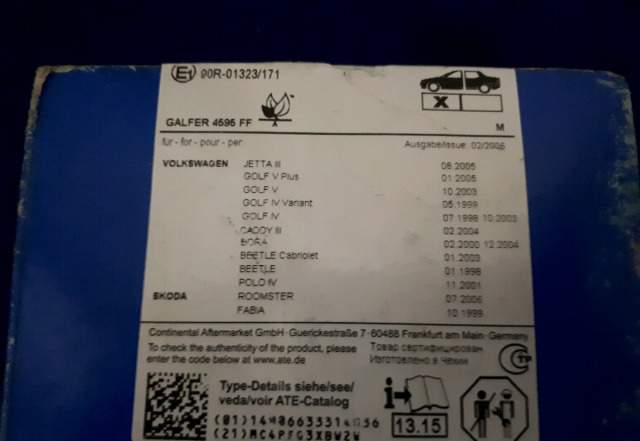 E1 90R-01323/171
X
GALFER 4595 FF
M
für - for - pour - per
Ausgabe/Issue: 02/2006
VOLKSWAGEN JETTA III 08.2005
GOLF V Plus 01.2005
GOLF V 10.2003
GOLF IV Variant 05.1999
GOLF IV 07.1998 10.2003
CADDY III 02.2004
BORA 02.2000 12.2004
BEETLE Cabriolet 01.2003
BEETLE 01.1998
POLO IV 11.2001
SKODA ROOMSTER 07.2006
FABIA 10.1999
Continental Aftermarket GmbH · Guerickestraße 7 · 60488 Frankfurt am Main · Germany
To check the authenticity of the product, please
enter the code below at www.ate.de
Товар сертифицирован
Изготовлено в Чехии
Type-Details siehe/see/
veda/voir ATE-Catalog
i
13.15